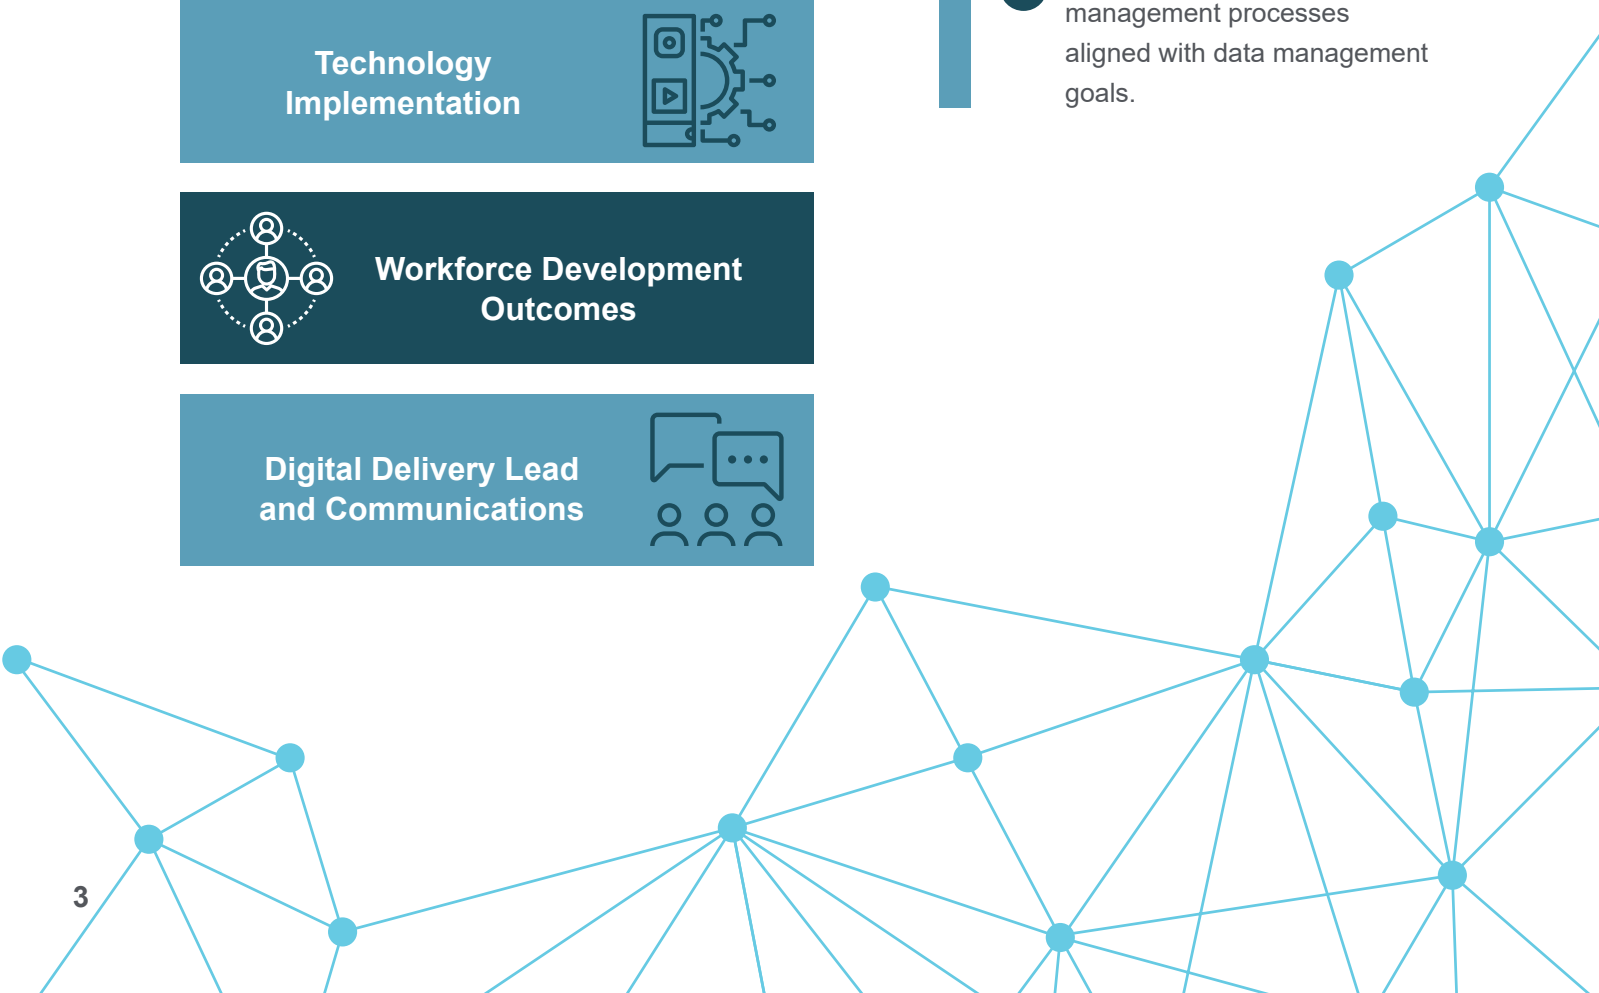 Technology
Implementation
Workforce Development
Outcomes
Digital Delivery Lead
and Communications
management processes
aligned with data management
goals.
3